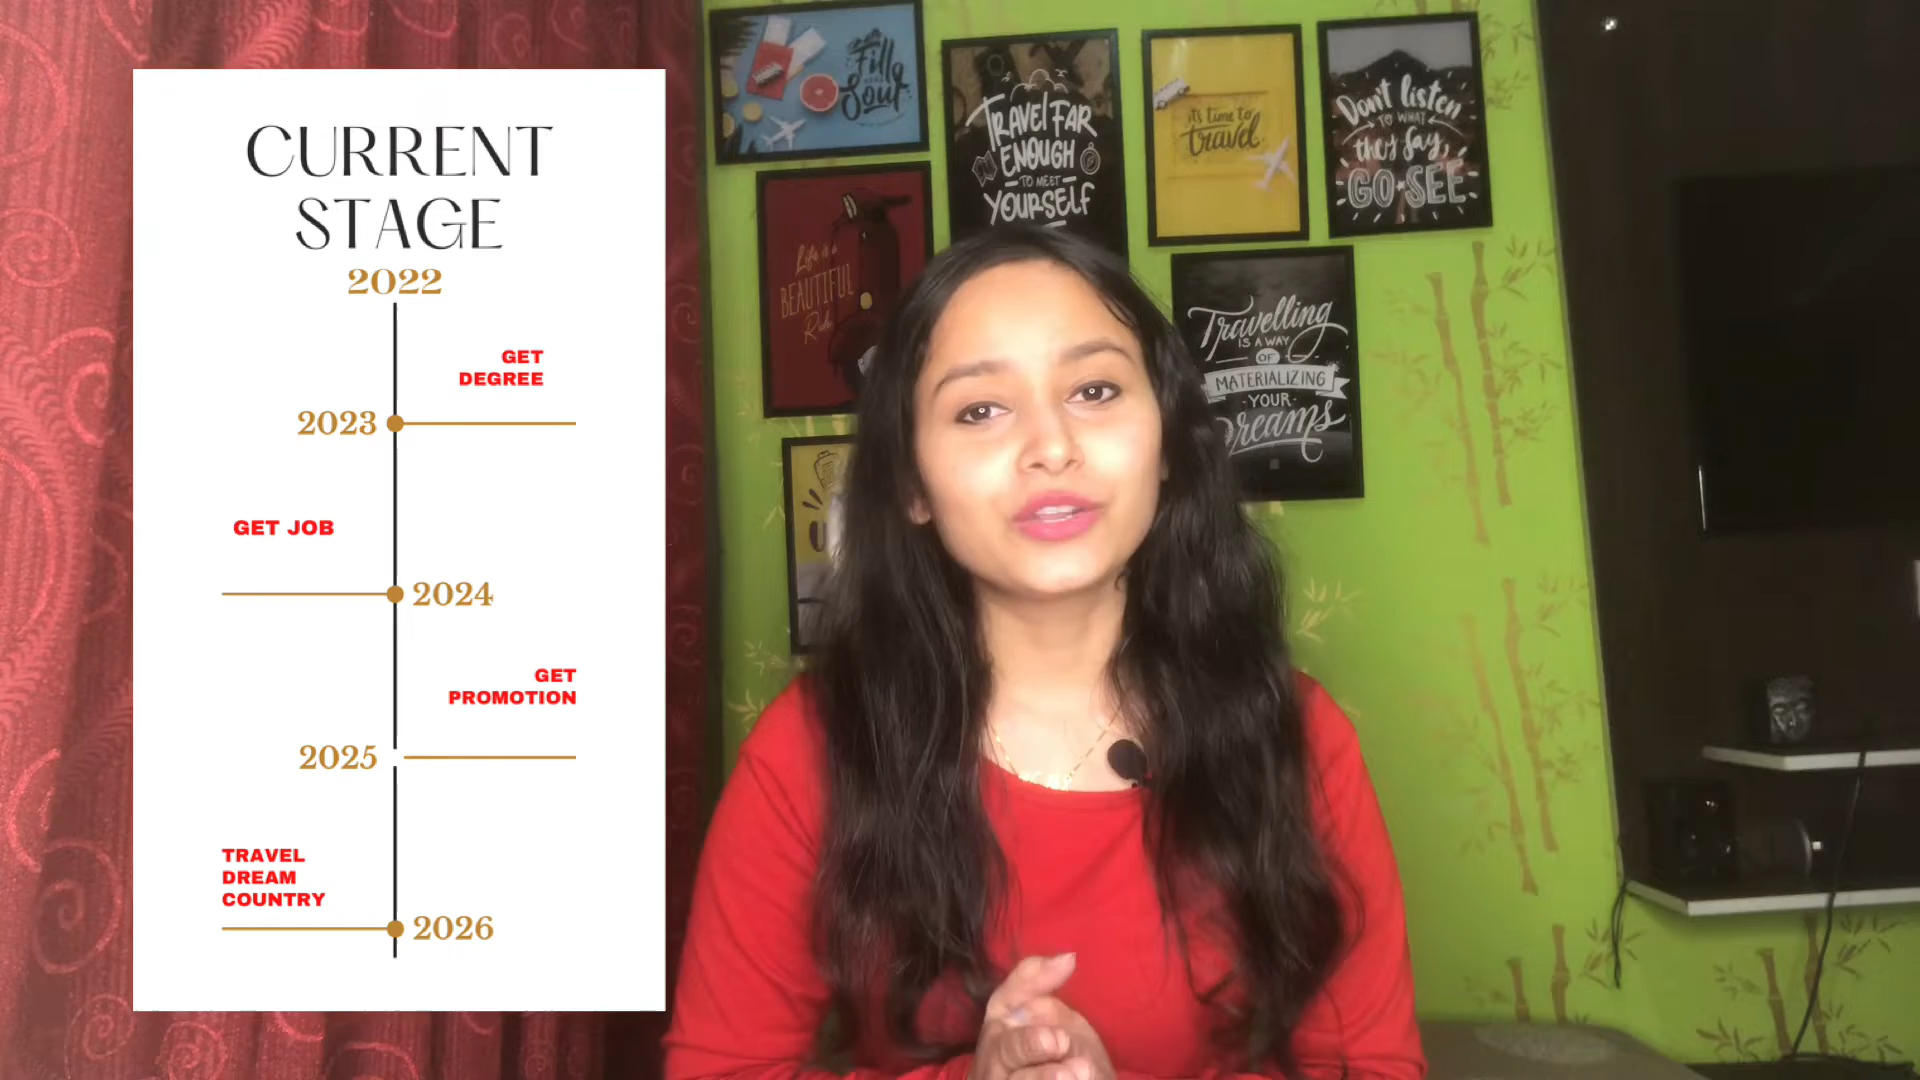 CURRENT
STAGE
2022
GET
DEGREE
2023
GET JOB
2024
GET
PROMOTION
2025
TRAVEL
DREAM
COUNTRY
2026
Fill
Soul
TRAVEL FAR
ENOUGH
TO MEET
YOURSELF
it's time to
travel
Don't listen
TO WHAT
they say,
GO SEE
Life is a
BEAUTIFUL
Ride
Travelling
IS A WAY
OF
MATERIALIZING
YOUR
Dreams